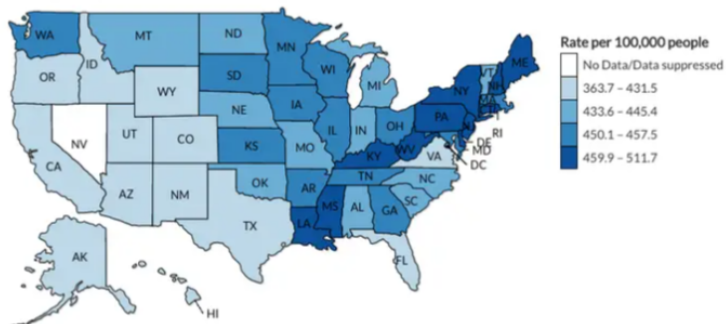 WA
MT
ND
MN
ME
OR
ID
SD
WI
MI
VT
NH
NY
MA
WY
NE
IA
PA
NV
UT
CO
KS
MO
IL
IN
OH
WV
VA
KY
CA
AZ
NM
OK
AR
TN
NC
SC
TX
LA
MS
AL
GA
FL
AK
HI
RI
DE
MD
DC
Rate per 100,000 people
No Data/Data suppressed
363.7 – 431.5
433.6 – 445.4
450.1 – 457.5
459.9 – 511.7